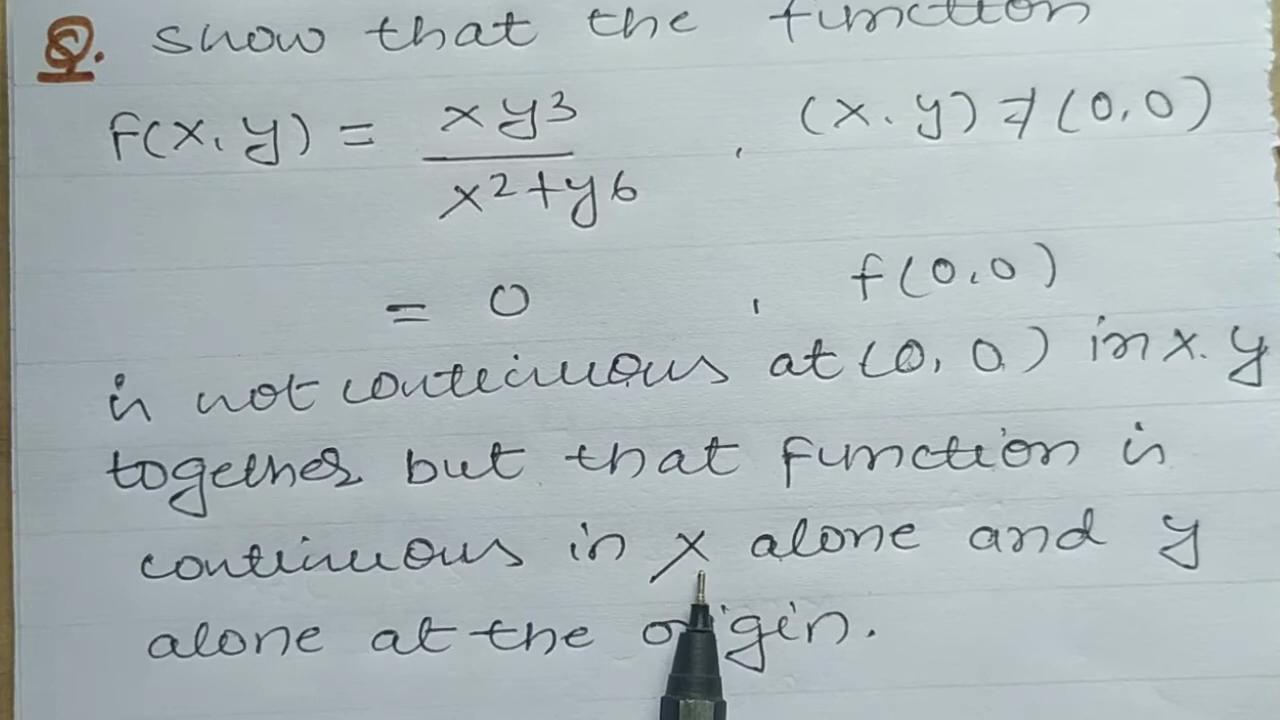 Q. show that the function
f(x,y) = xy3 / x2+y6 , (x.y) ≠ (0,0)
= 0 , f(0,0)
is not continuous at (0,0) in x.y
together but that function is
continuous in x alone and y
alone at the origin.